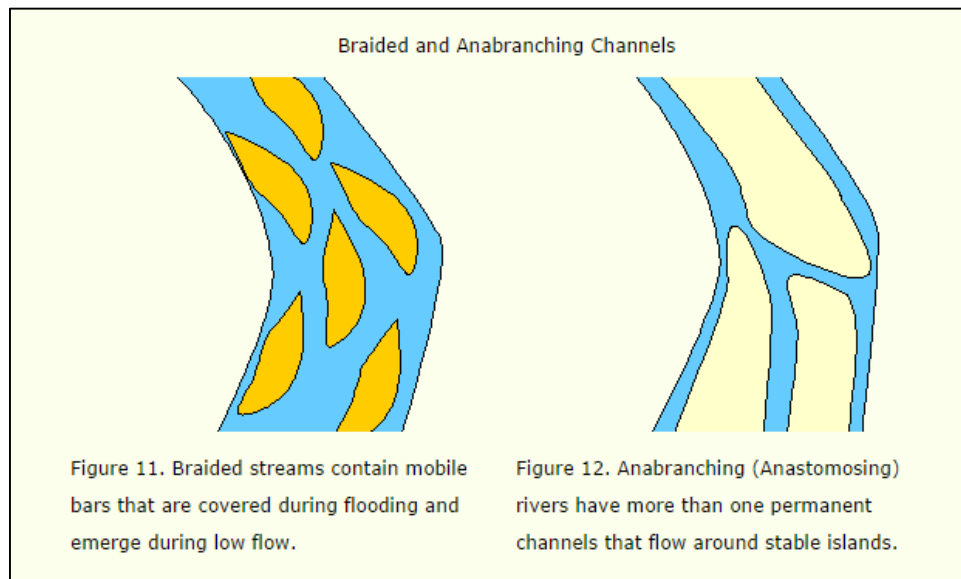 Braided and Anabranching Channels
Figure 11. Braided streams contain mobile
bars that are covered during flooding and
emerge during low flow.
Figure 12. Anabranching (Anastomosing)
rivers have more than one permanent
channels that flow around stable islands.